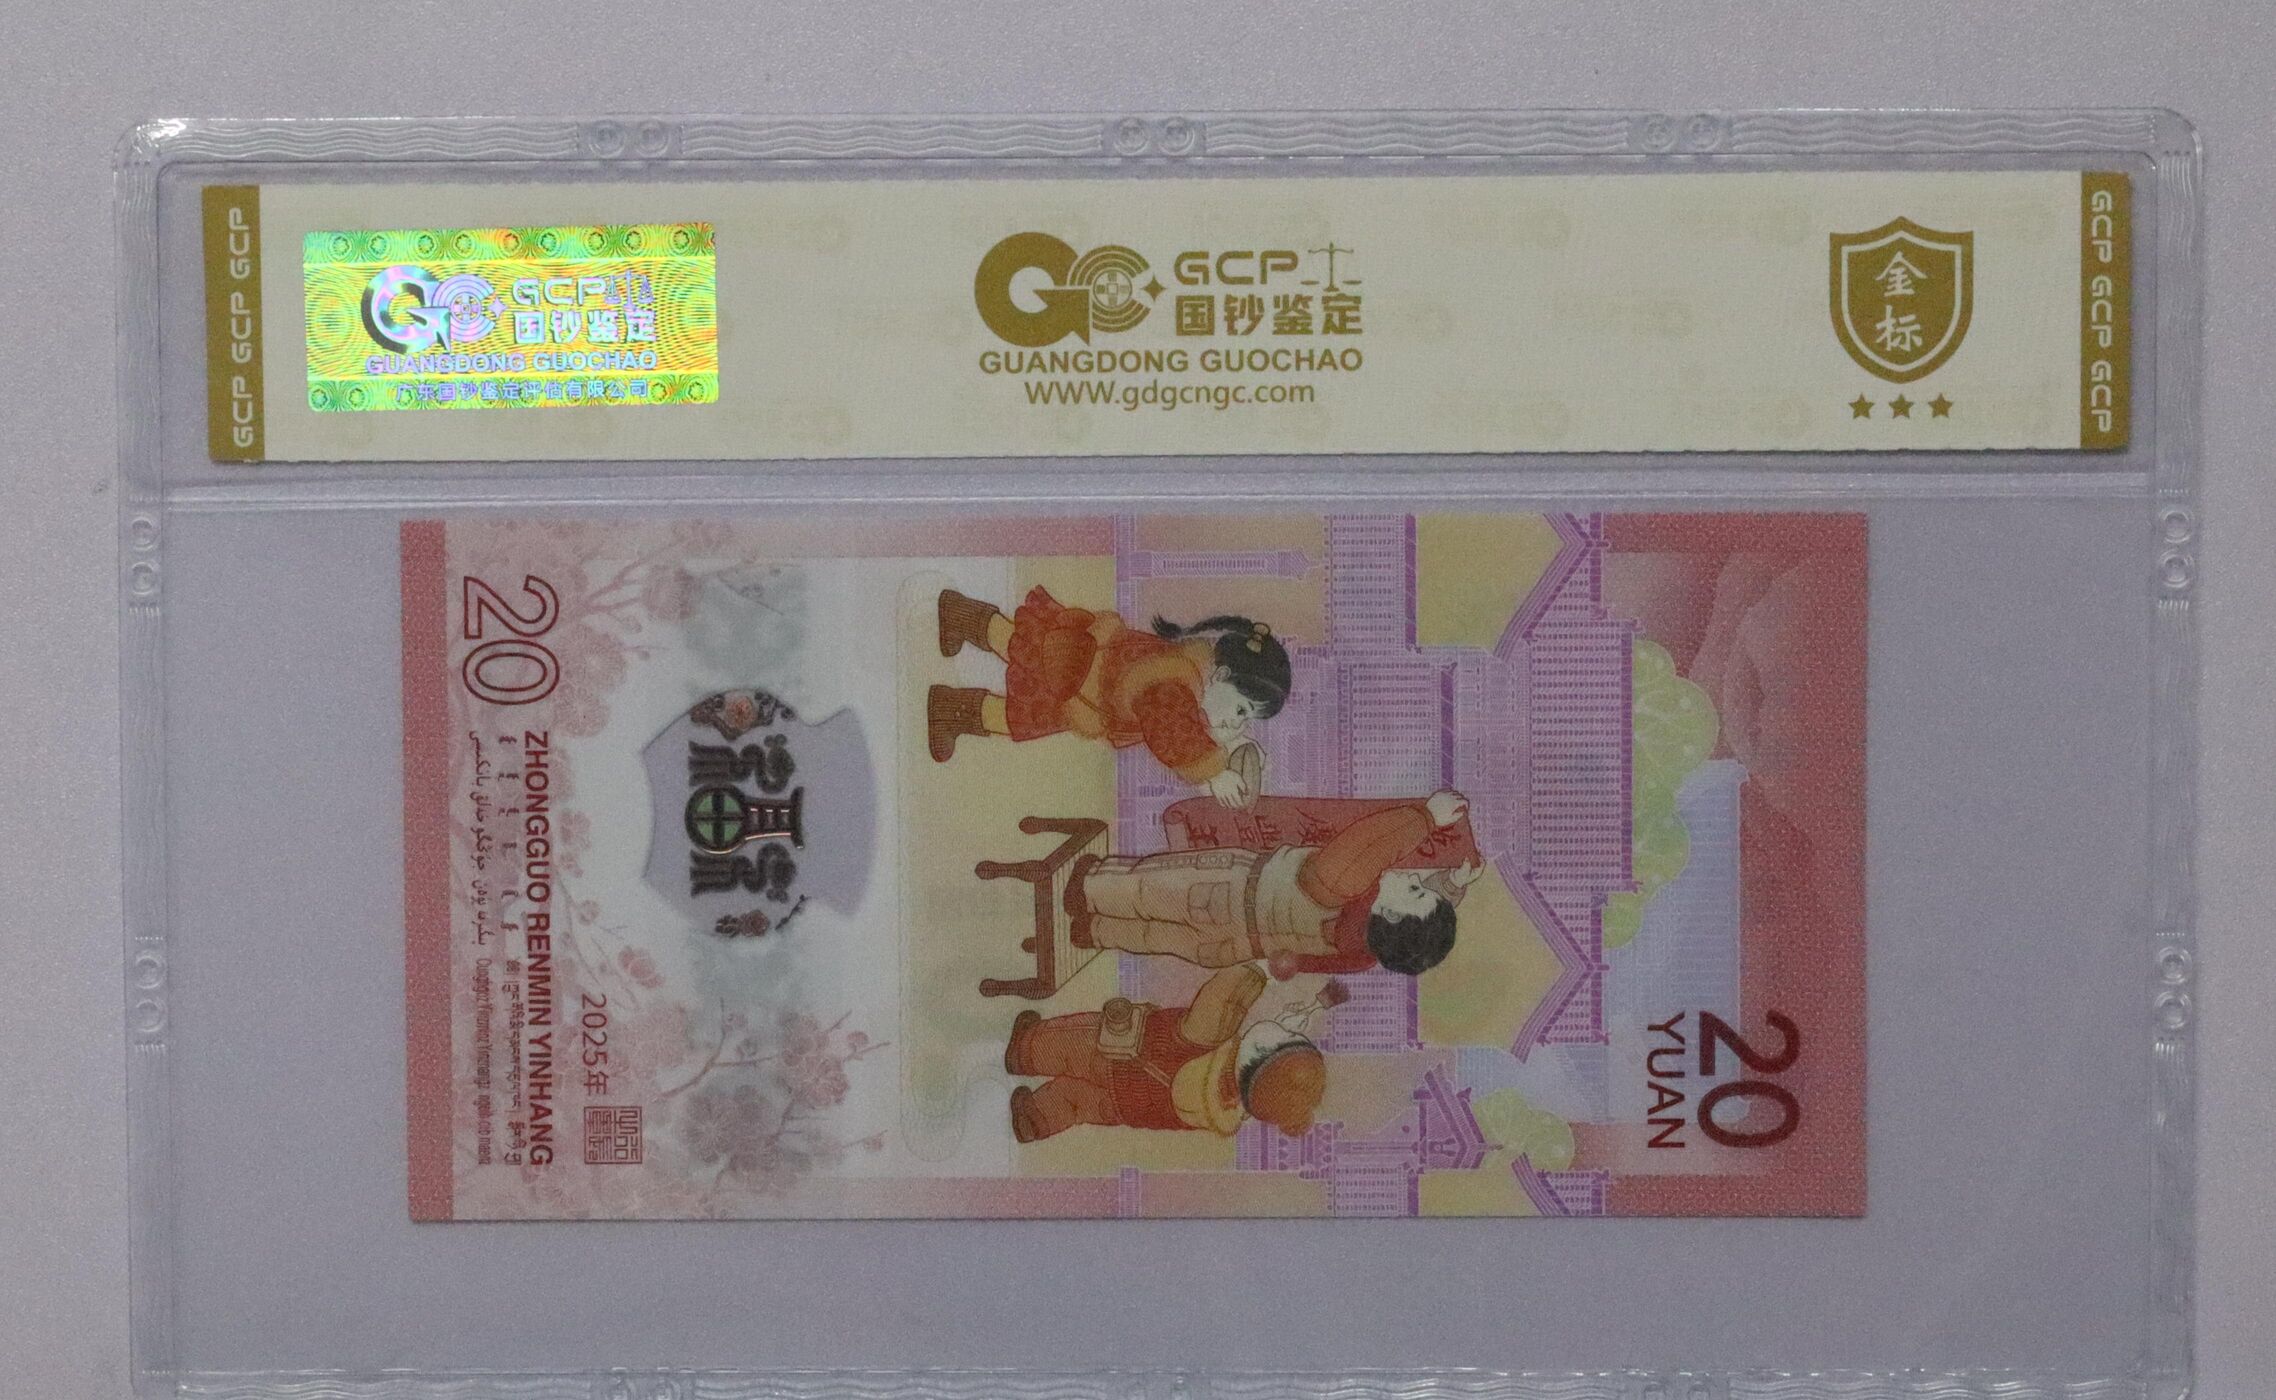 GCP GCP GCP
GCP
国钞鉴定
GUANGDONG GUOCHAO
广东国钞鉴定评估有限公司
GCP
国钞鉴定
GUANGDONG GUOCHAO
WWW.gdgcngc.com
金
标
GCP GCP GCP
20
YUAN
2025年
ZHONGGUO RENMIN YINHANG
20